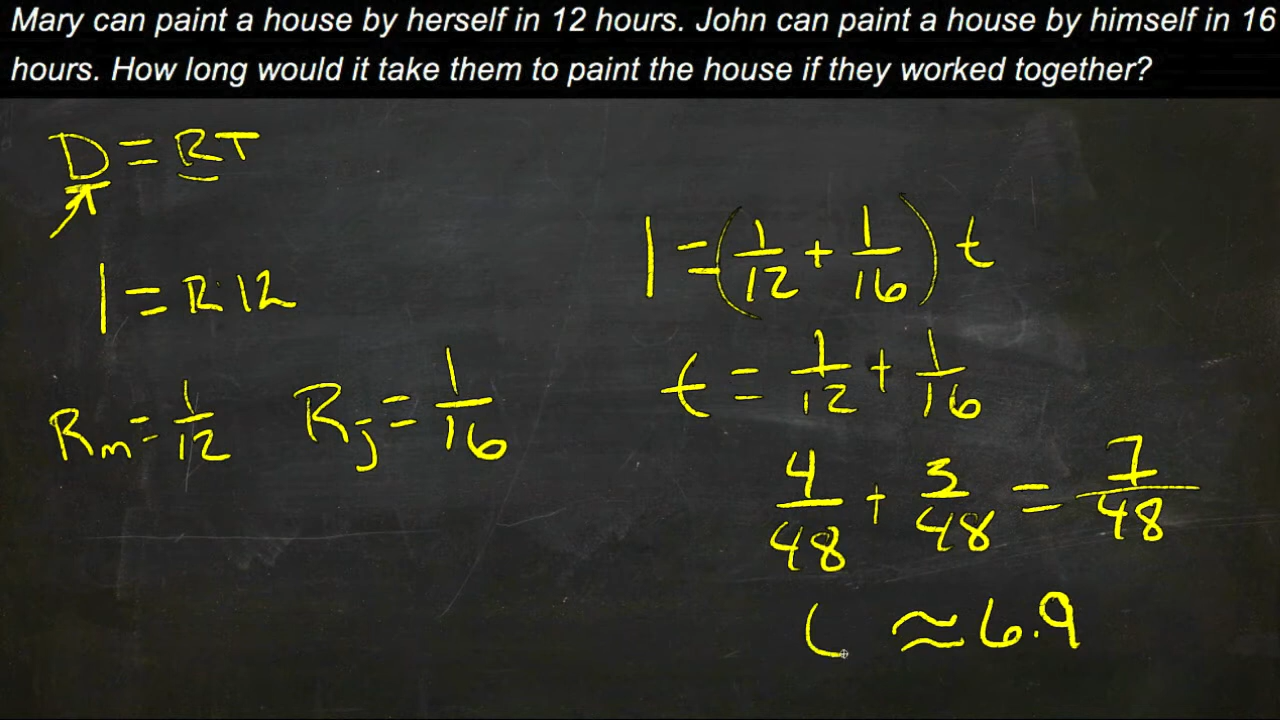 Mary can paint a house by herself in 12 hours. John can paint a house by himself in 16
hours. How long would it take them to paint the house if they worked together?
D = RT
1 = R·12
R_m = 1/12   R_j = 1/16
1 = (1/12 + 1/16) t
t = 1/12 + 1/16
4/48 + 3/48 = 7/48
≈ 6.9